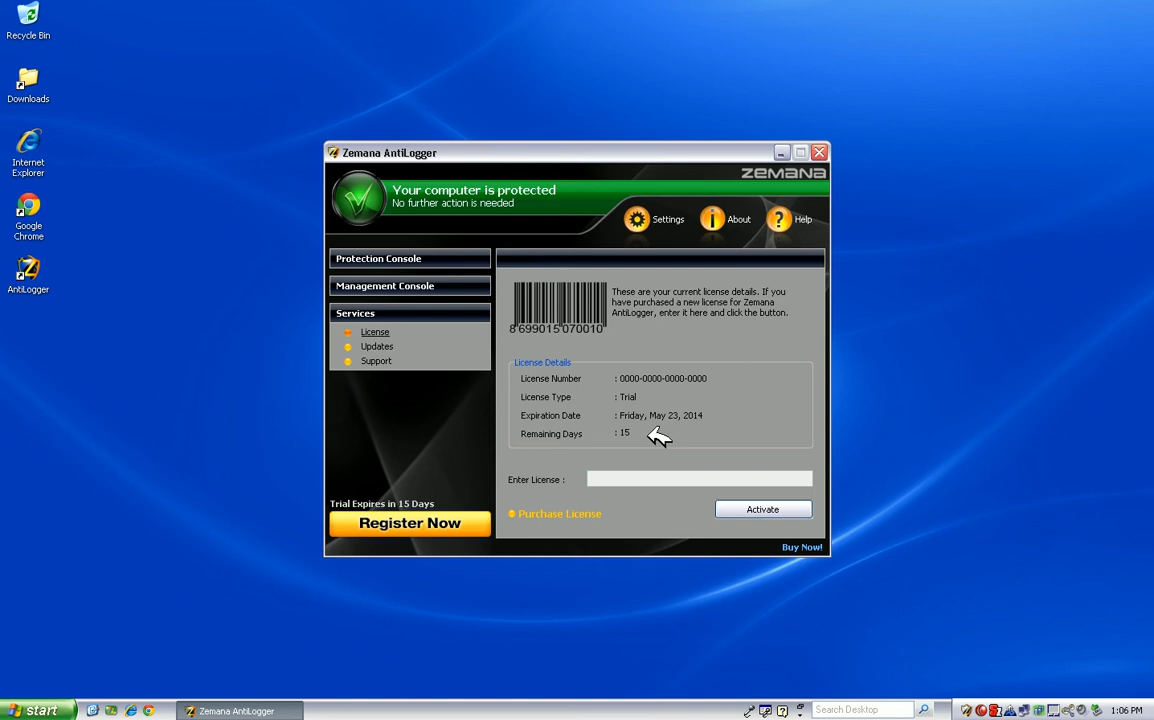 Recycle Bin
Downloads
Internet
Explorer
Google
Chrome
AntiLogger
Zemana AntiLogger
ZEMANA
Your computer is protected
No further action is needed
Settings
About
Help
Protection Console
Management Console
Services
License
Updates
Support
Trial Expires in 15 Days
Register Now
8 699015 070010
These are your current license details. If you
have purchased a new license for Zemana
AntiLogger, enter it here and click the button.
License Details
License Number : 0000-0000-0000-0000
License Type : Trial
Expiration Date : Friday, May 23, 2014
Remaining Days : 15
Enter License :
Purchase License
Activate
Buy Now!
start
Zemana AntiLogger
Search Desktop
1:06 PM